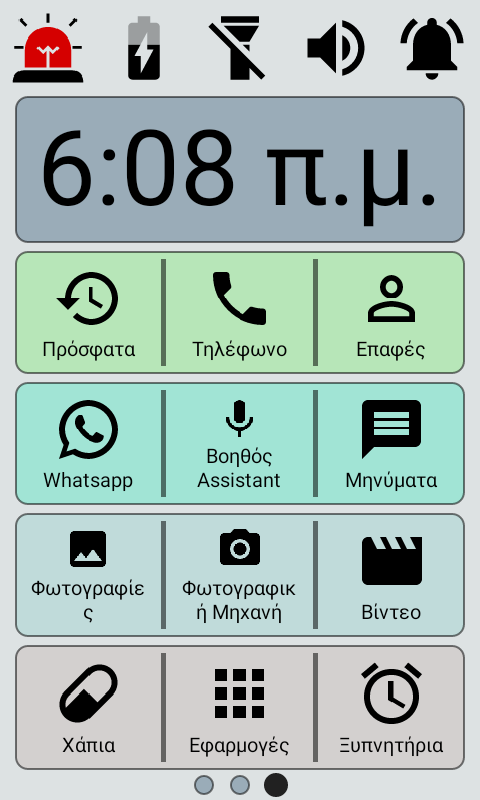 6:08 π.μ.
Πρόσφατα
Τηλέφωνο
Επαφές
Whatsapp
Βοηθός
Assistant
Μηνύματα
Φωτογραφίε
ς
Φωτογραφικ
ή Μηχανή
Βίντεο
Χάπια
Εφαρμογές
Ξυπνητήρια